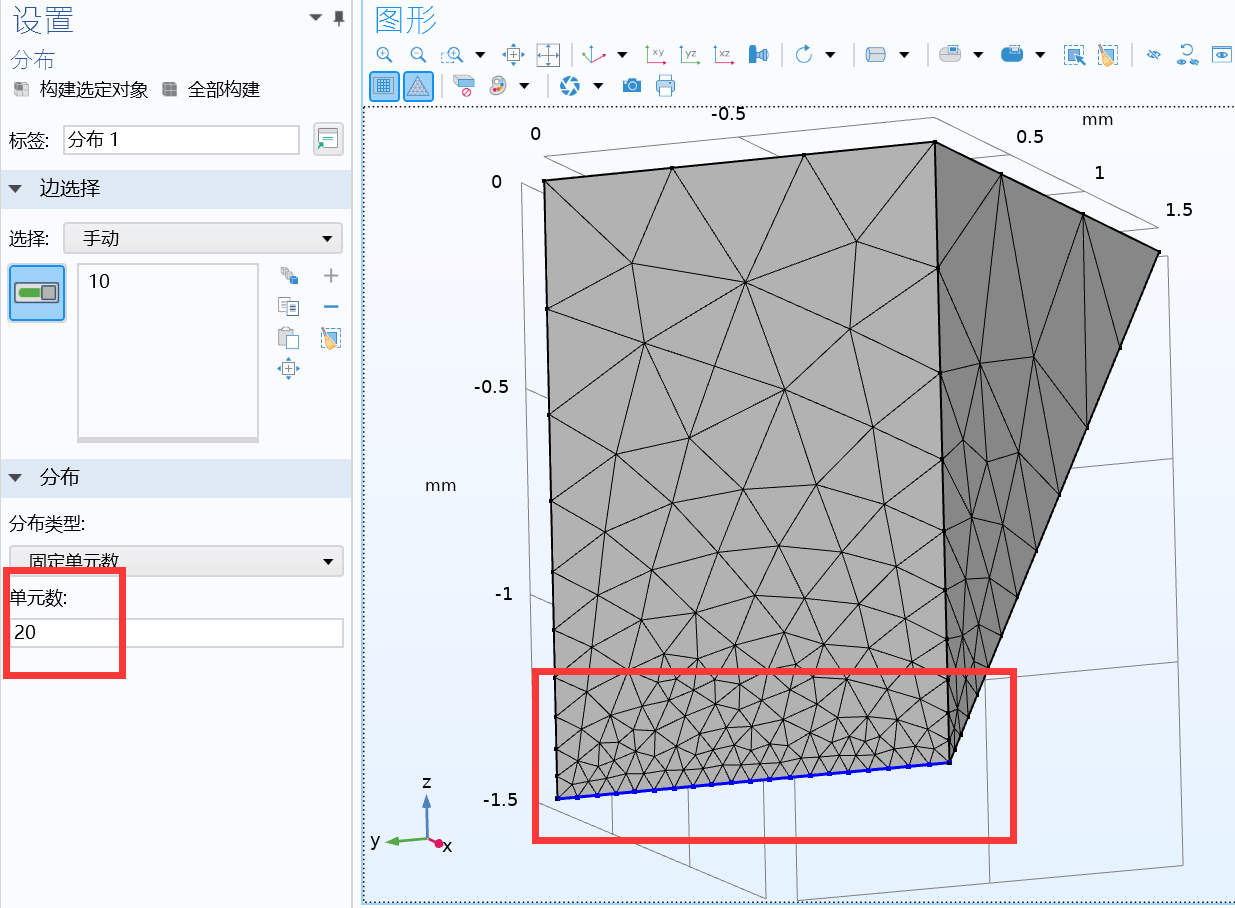 设置
分布
构建选定对象 全部构建
标签: 分布 1
边选择
选择: 手动
10
分布
分布类型:
固定单元数
单元数:
20
图形
xy yz xz
-0.5
mm
0
0.5
0
1
1.5
-0.5
mm
-1
-1.5
z
y
x